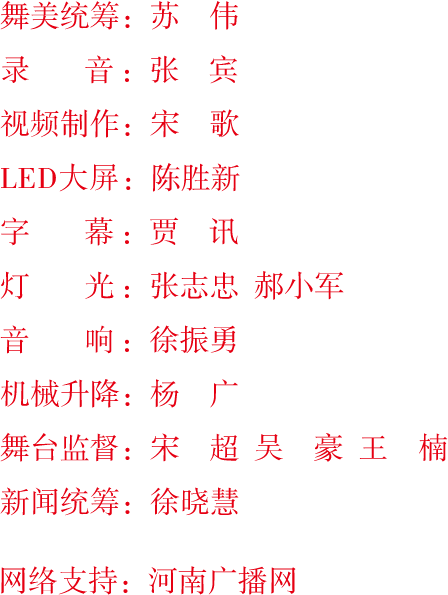 舞美统筹：苏　伟
录　　音：张　宾
视频制作：宋　歌
LED大屏：陈胜新
字　　幕：贾　讯
灯　　光：张志忠 郝小军
音　　响：徐振勇
机械升降：杨　广
舞台监督：宋　超 吴　豪 王　楠
新闻统筹：徐晓慧
网络支持：河南广播网